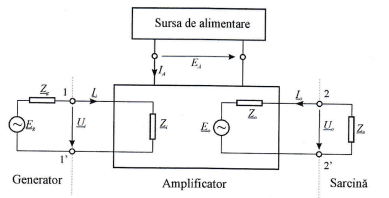 Sursa de alimentare
I_A
E_A
1
I_i
2
I_o
Z_g
E_g
U_i
Z_i
E_o
Z_o
U_o
Z_s
1'
2'
Generator
Amplificator
Sarcină